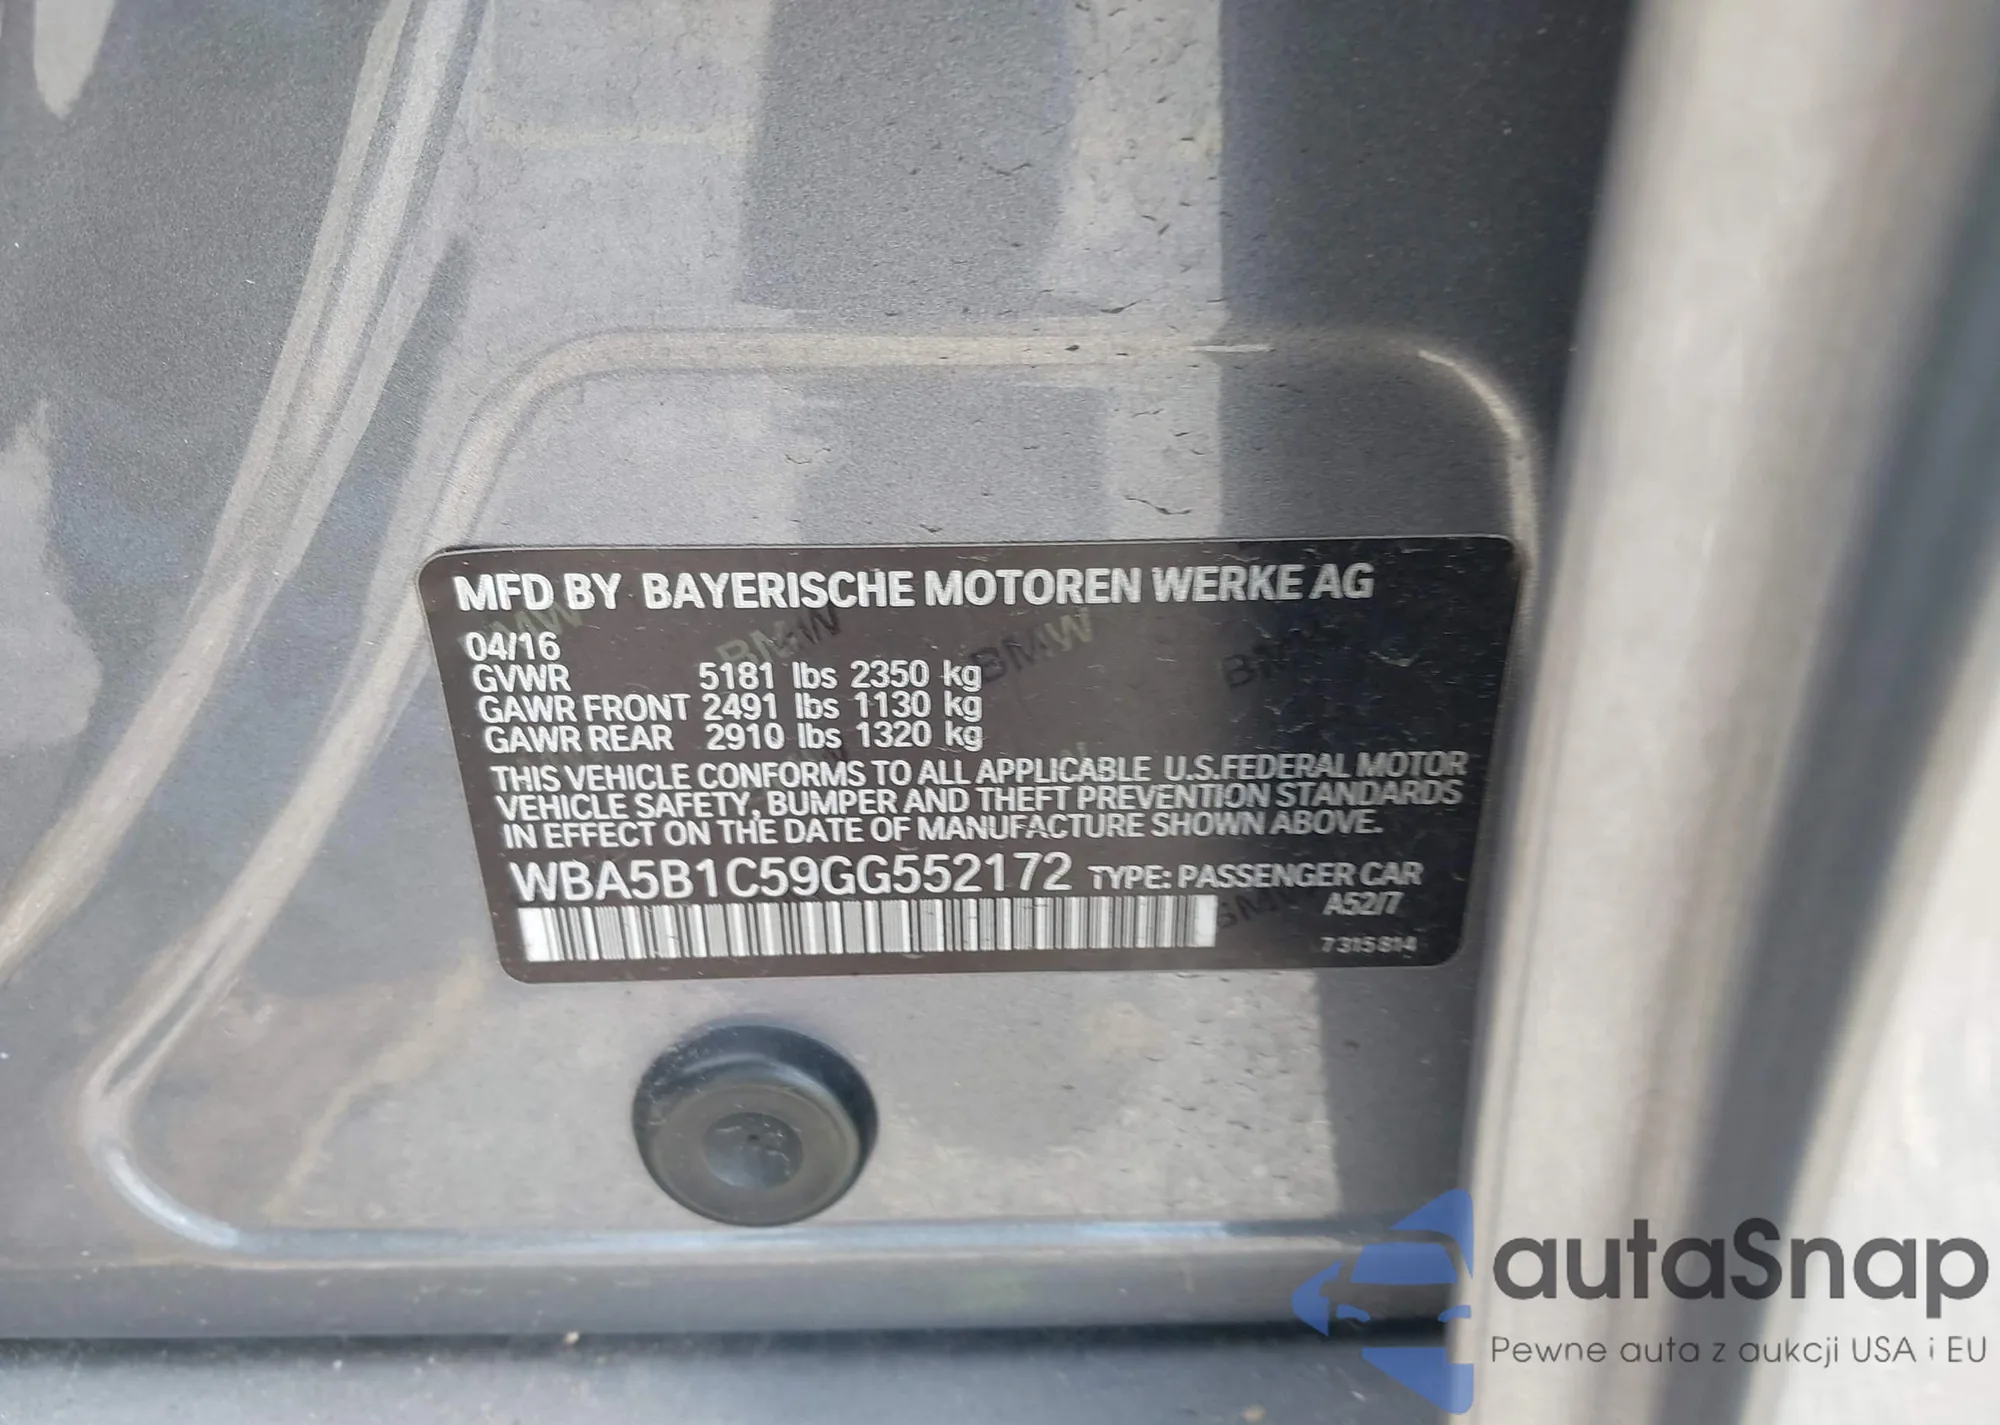 MFD BY BAYERISCHE MOTOREN WERKE AG
04/16
GVWR 5181 lbs 2350 kg
GAWR FRONT 2491 lbs 1130 kg
GAWR REAR 2910 lbs 1320 kg
THIS VEHICLE CONFORMS TO ALL APPLICABLE U.S.FEDERAL MOTOR
VEHICLE SAFETY, BUMPER AND THEFT PREVENTION STANDARDS
IN EFFECT ON THE DATE OF MANUFACTURE SHOWN ABOVE.
WBA5B1C59GG552172 TYPE: PASSENGER CAR
A52/7
7 315 814
autaSnap
Pewne auta z aukcji USA i EU